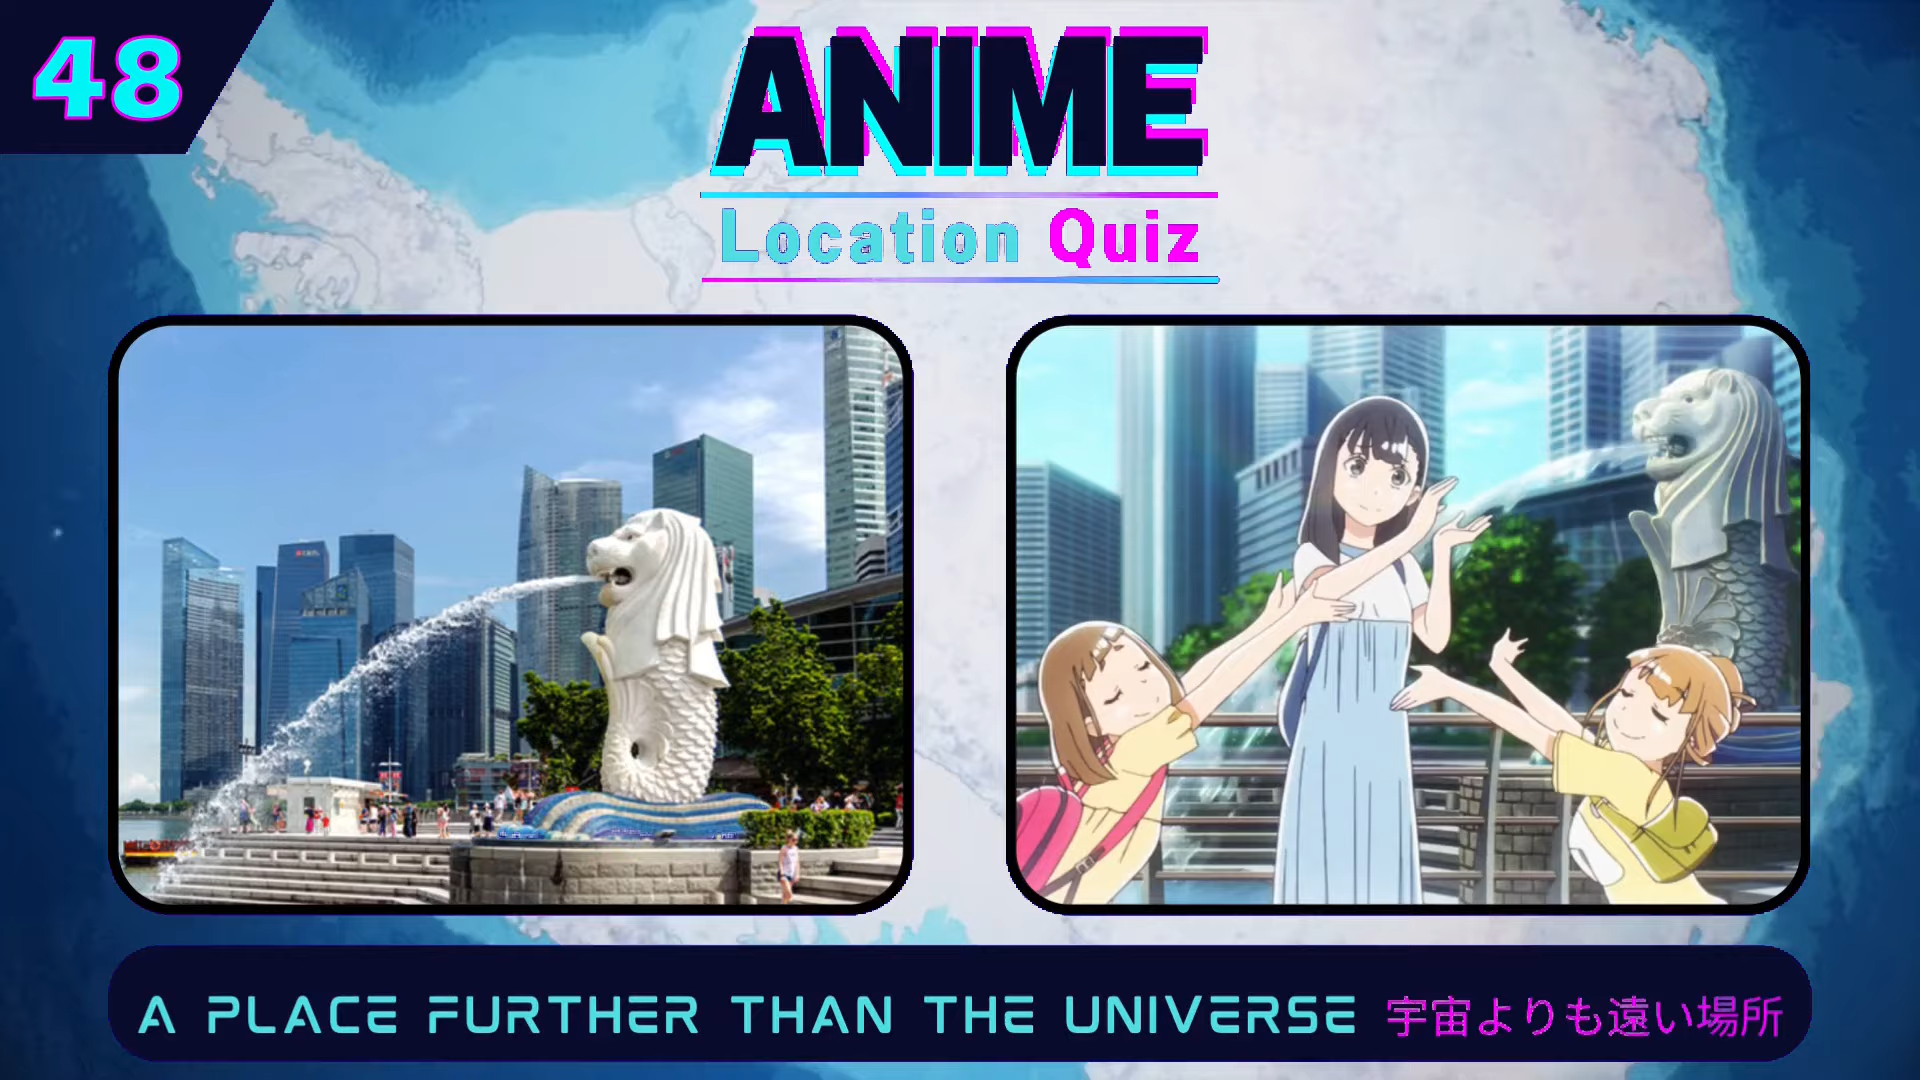 48
ANIME
Location Quiz
A PLACE FURTHER THAN THE UNIVERSE 宇宙よりも遠い場所